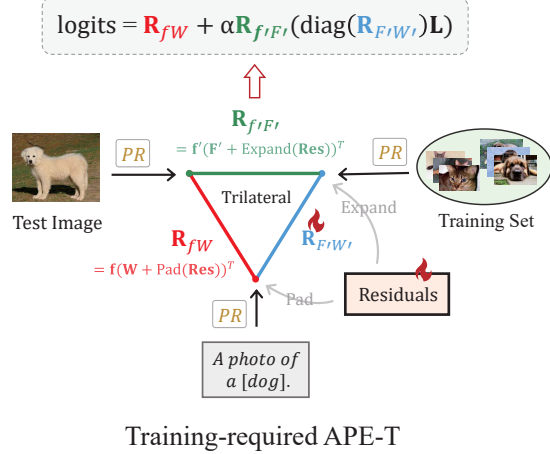 logits = R_{fW} + αR_{f'F'}(diag(R_{F'W'})L)
R_{f'F'}
= f'(F' + Expand(Res))^T
PR
PR
Trilateral
Test Image
Training Set
Expand
R_{fW}
R_{F'W'}
= f(W + Pad(Res))^T
Residuals
Pad
PR
A photo of
a [dog].
Training-required APE-T